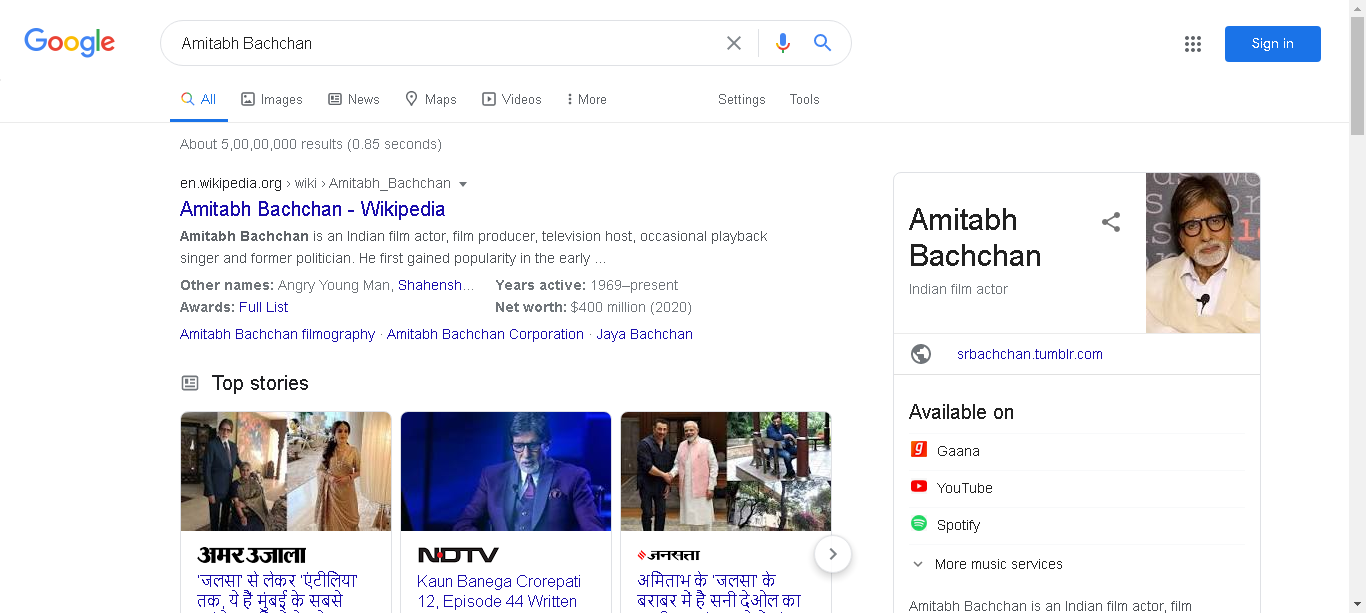 Google
Amitabh Bachchan
Sign in
All Images News Maps Videos More Settings Tools
About 5,00,00,000 results (0.85 seconds)
en.wikipedia.org › wiki › Amitabh_Bachchan
Amitabh Bachchan - Wikipedia
Amitabh Bachchan is an Indian film actor, film producer, television host, occasional playback
singer and former politician. He first gained popularity in the early ...
Other names: Angry Young Man, Shahensh... Years active: 1969–present
Awards: Full List Net worth: $400 million (2020)
Amitabh Bachchan filmography · Amitabh Bachchan Corporation · Jaya Bachchan
Top stories
अमर उजाला
'जलसा' से लेकर 'एंटीलिया'
तक, ये हैं मुंबई के सबसे
NDTV
Kaun Banega Crorepati
12, Episode 44 Written
जनसत्ता
अमिताभ के 'जलसा' के
बराबर में है सनी देओल का
Amitabh
Bachchan
Indian film actor
srbachchan.tumblr.com
Available on
Gaana
YouTube
Spotify
More music services
Amitabh Bachchan is an Indian film actor, film